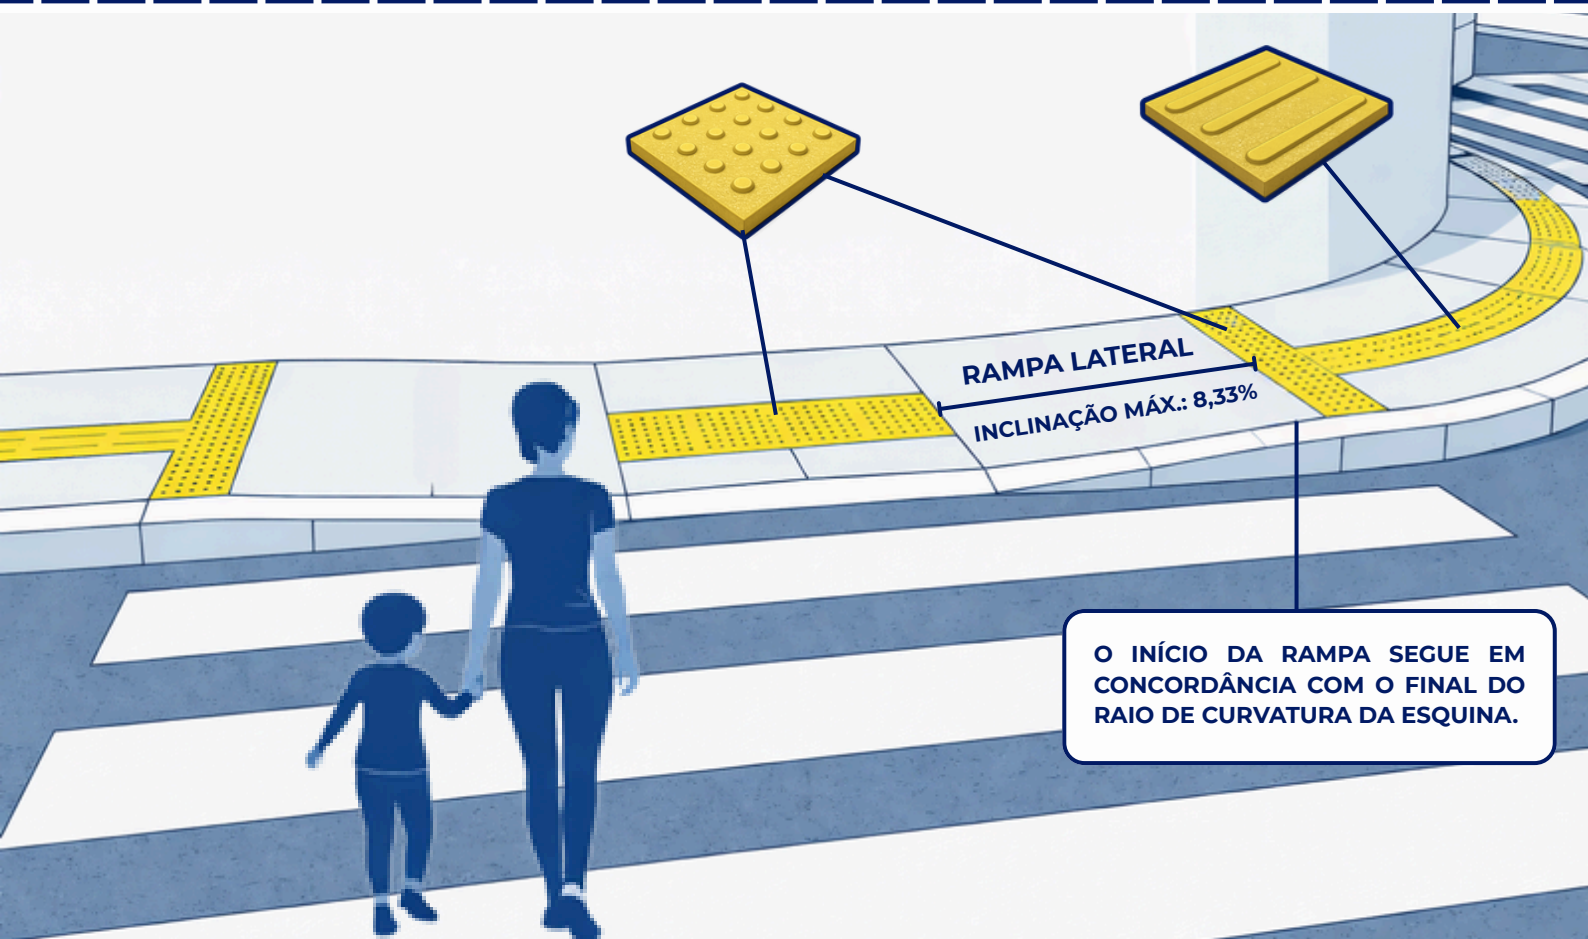 RAMPA LATERAL
INCLINAÇÃO MÁX.: 8,33%
O INÍCIO DA RAMPA SEGUE EM
CONCORDÂNCIA COM O FINAL DO
RAIO DE CURVATURA DA ESQUINA.